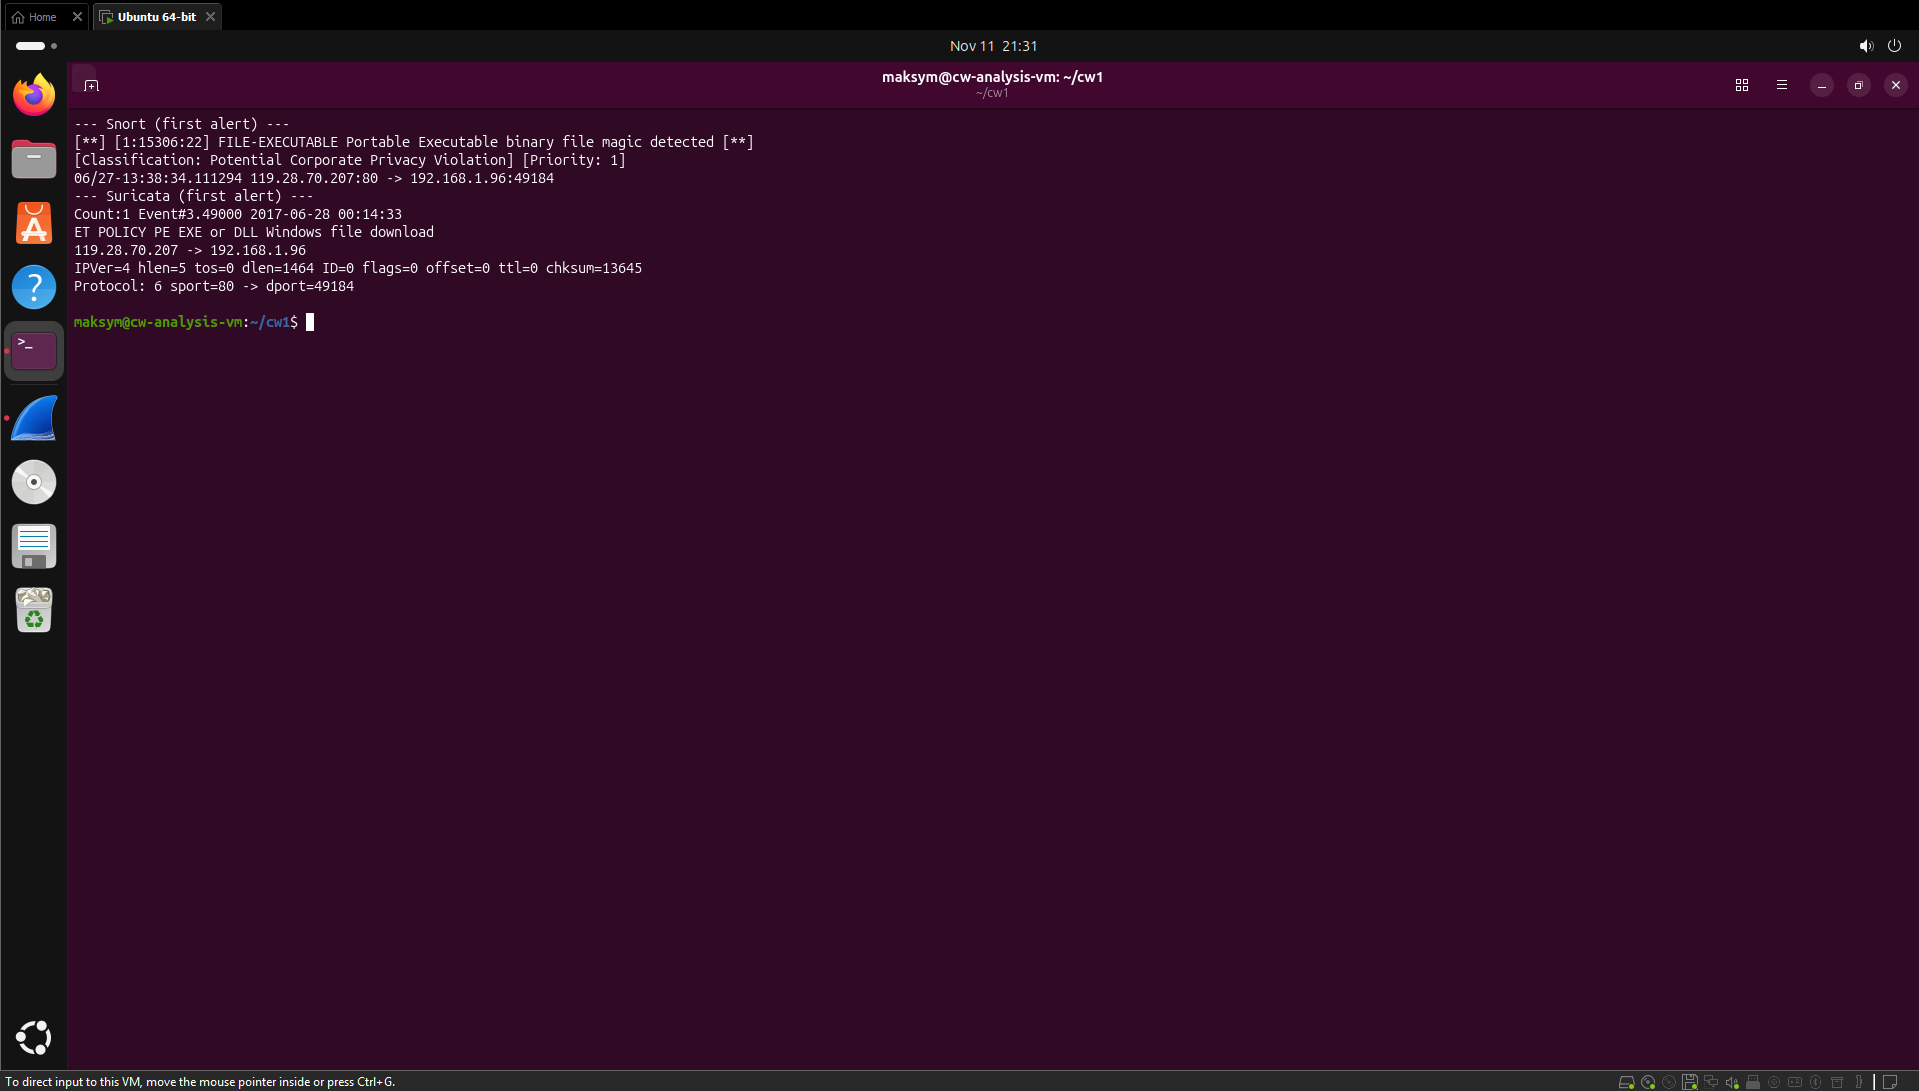 Home
Ubuntu 64-bit
Nov 11 21:31
maksym@cw-analysis-vm: ~/cw1
~/cw1
--- Snort (first alert) ---
[**] [1:15306:22] FILE-EXECUTABLE Portable Executable binary file magic detected [**]
[Classification: Potential Corporate Privacy Violation] [Priority: 1]
06/27-13:38:34.111294 119.28.70.207:80 -> 192.168.1.96:49184
--- Suricata (first alert) ---
Count:1 Event#3.49000 2017-06-28 00:14:33
ET POLICY PE EXE or DLL Windows file download
119.28.70.207 -> 192.168.1.96
IPVer=4 hlen=5 tos=0 dlen=1464 ID=0 flags=0 offset=0 ttl=0 chksum=13645
Protocol: 6 sport=80 -> dport=49184
maksym@cw-analysis-vm:~/cw1$
To direct input to this VM, move the mouse pointer inside or press Ctrl+G.